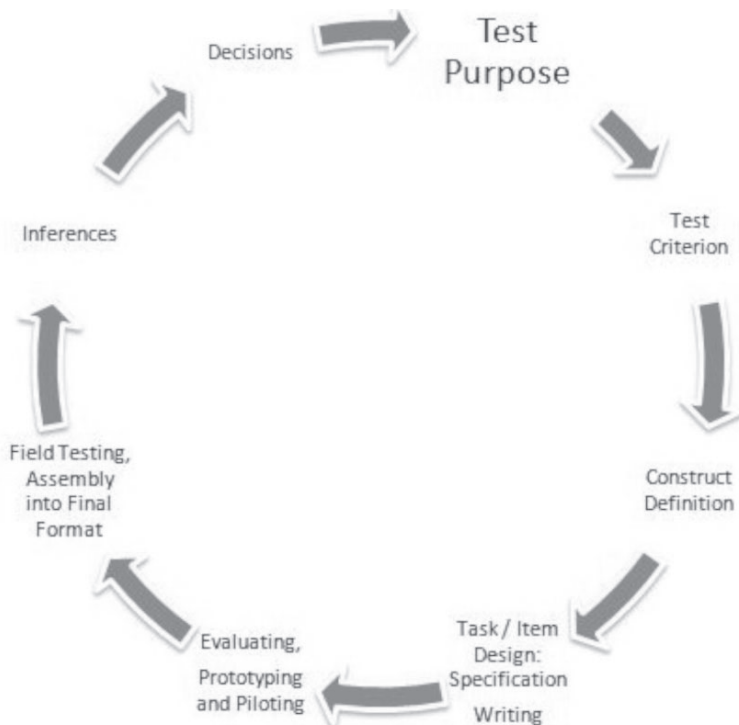 Test
Purpose
Test
Criterion
Construct
Definition
Task / Item
Design:
Specification
Writing
Evaluating,
Prototyping
and Piloting
Field Testing,
Assembly
into Final
Format
Inferences
Decisions